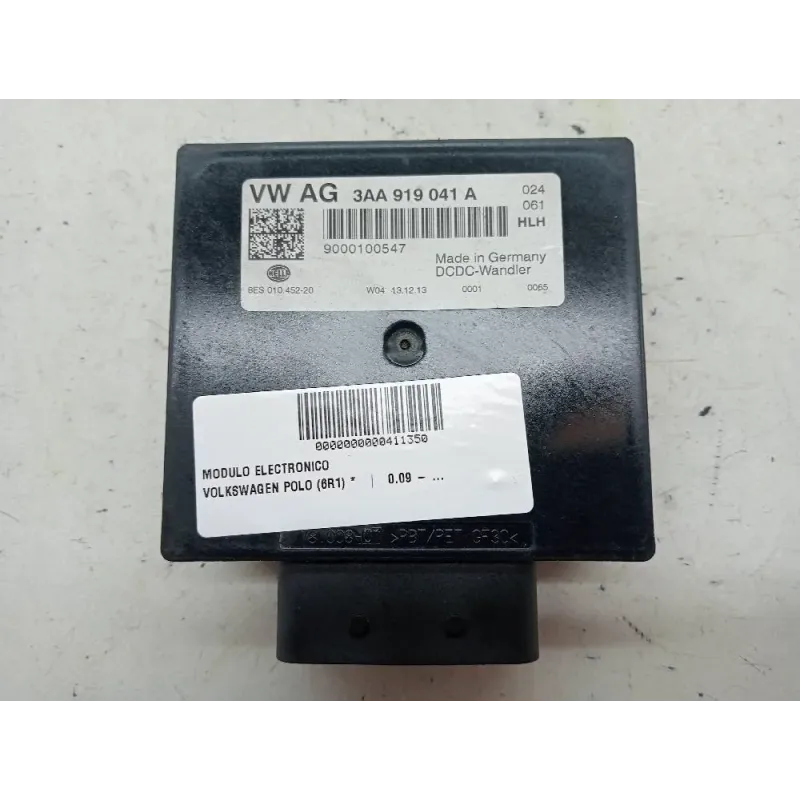 VW AG 3AA 919 041 A
024
061
HLH
9000100547
Made in Germany
DCDC-Wandler
HELLA
8ES 010.452-20 W04 13.12.13 0001 0065
0000000000411350
MODULO ELECTRONICO
VOLKSWAGEN POLO (6R1) * | 0.09 - ...
>PBT/PET GF30<